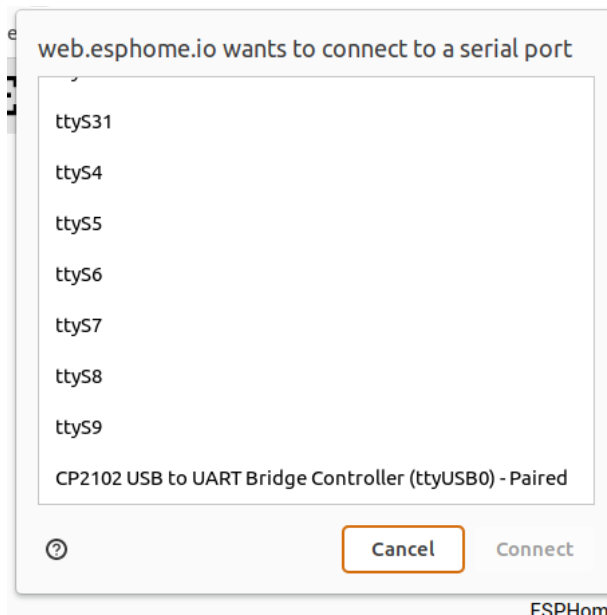 e
web.esphome.io wants to connect to a serial port
ttyS31
ttyS4
ttyS5
ttyS6
ttyS7
ttyS8
ttyS9
CP2102 USB to UART Bridge Controller (ttyUSB0) - Paired
Cancel
Connect
ESPHom